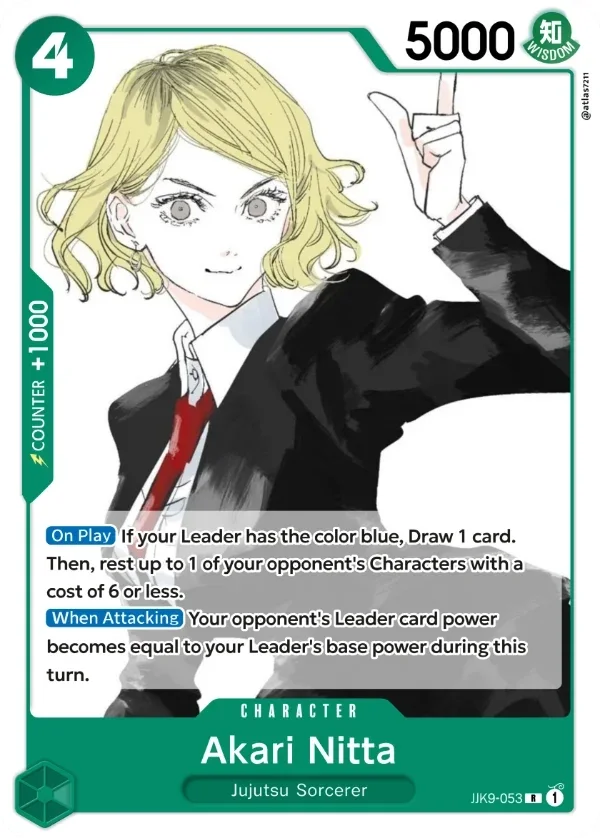 4
5000
知
WISDOM
@atlas7211
COUNTER +1000
On Play If your Leader has the color blue, Draw 1 card.
Then, rest up to 1 of your opponent's Characters with a
cost of 6 or less.
When Attacking Your opponent's Leader card power
becomes equal to your Leader's base power during this
turn.
CHARACTER
Akari Nitta
Jujutsu Sorcerer
JJK9-053 R 1